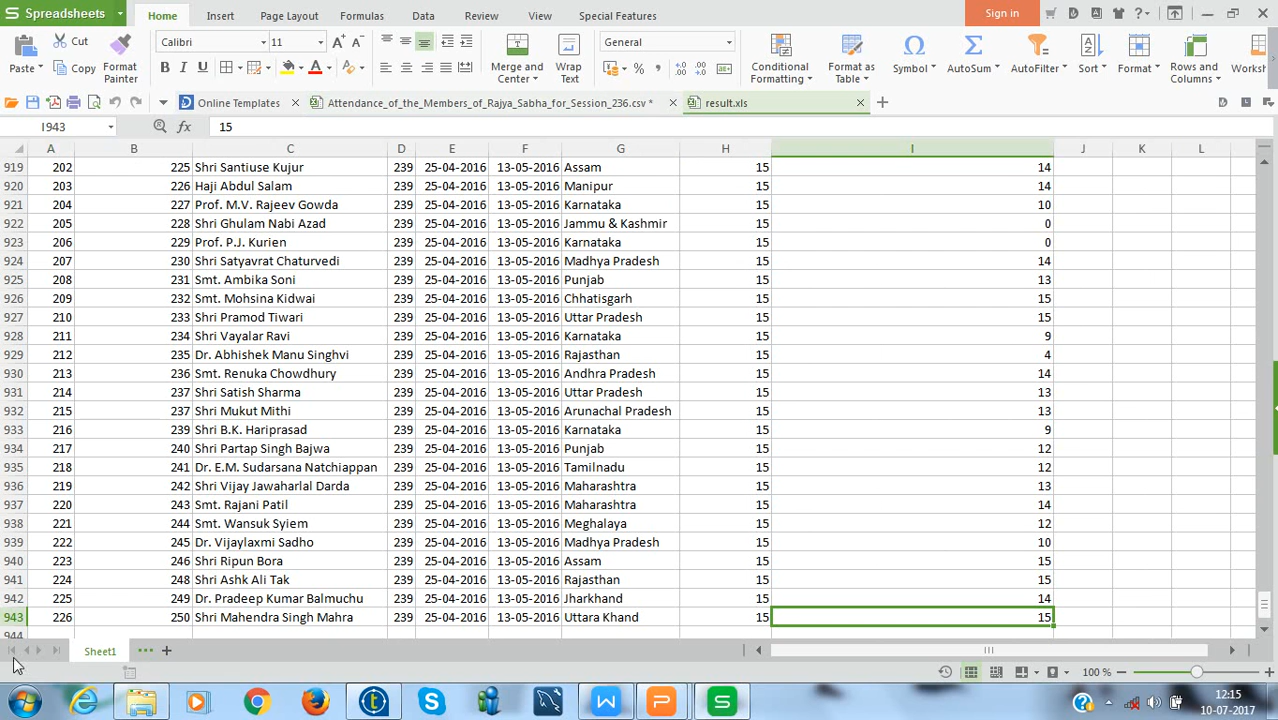 Spreadsheets Home Insert Page Layout Formulas Data Review View Special Features Sign in
Cut Copy Paste Format Painter Calibri 11 Merge and Center Wrap Text General Conditional Formatting Format as Table Symbol AutoSum AutoFilter Sort Format Rows and Columns Worksh
Online Templates Attendance_of_the_Members_of_Rajya_Sabha_for_Session_236.csv * result.xls
I943 fx 15
A B C D E F G H I J K L
919 202 225 Shri Santiuse Kujur 239 25-04-2016 13-05-2016 Assam 15 14
920 203 226 Haji Abdul Salam 239 25-04-2016 13-05-2016 Manipur 15 14
921 204 227 Prof. M.V. Rajeev Gowda 239 25-04-2016 13-05-2016 Karnataka 15 10
922 205 228 Shri Ghulam Nabi Azad 239 25-04-2016 13-05-2016 Jammu & Kashmir 15 0
923 206 229 Prof. P.J. Kurien 239 25-04-2016 13-05-2016 Karnataka 15 0
924 207 230 Shri Satyavrat Chaturvedi 239 25-04-2016 13-05-2016 Madhya Pradesh 15 14
925 208 231 Smt. Ambika Soni 239 25-04-2016 13-05-2016 Punjab 15 13
926 209 232 Smt. Mohsina Kidwai 239 25-04-2016 13-05-2016 Chhatisgarh 15 15
927 210 233 Shri Pramod Tiwari 239 25-04-2016 13-05-2016 Uttar Pradesh 15 15
928 211 234 Shri Vayalar Ravi 239 25-04-2016 13-05-2016 Karnataka 15 9
929 212 235 Dr. Abhishek Manu Singhvi 239 25-04-2016 13-05-2016 Rajasthan 15 4
930 213 236 Smt. Renuka Chowdhury 239 25-04-2016 13-05-2016 Andhra Pradesh 15 14
931 214 237 Shri Satish Sharma 239 25-04-2016 13-05-2016 Uttar Pradesh 15 13
932 215 237 Shri Mukut Mithi 239 25-04-2016 13-05-2016 Arunachal Pradesh 15 13
933 216 239 Shri B.K. Hariprasad 239 25-04-2016 13-05-2016 Karnataka 15 9
934 217 240 Shri Partap Singh Bajwa 239 25-04-2016 13-05-2016 Punjab 15 12
935 218 241 Dr. E.M. Sudarsana Natchiappan 239 25-04-2016 13-05-2016 Tamilnadu 15 12
936 219 242 Shri Vijay Jawaharlal Darda 239 25-04-2016 13-05-2016 Maharashtra 15 13
937 220 243 Smt. Rajani Patil 239 25-04-2016 13-05-2016 Maharashtra 15 14
938 221 244 Smt. Wansuk Syiem 239 25-04-2016 13-05-2016 Meghalaya 15 12
939 222 245 Dr. Vijaylaxmi Sadho 239 25-04-2016 13-05-2016 Madhya Pradesh 15 10
940 223 246 Shri Ripun Bora 239 25-04-2016 13-05-2016 Assam 15 15
941 224 248 Shri Ashk Ali Tak 239 25-04-2016 13-05-2016 Rajasthan 15 15
942 225 249 Dr. Pradeep Kumar Balmuchu 239 25-04-2016 13-05-2016 Jharkhand 15 14
943 226 250 Shri Mahendra Singh Mahra 239 25-04-2016 13-05-2016 Uttara Khand 15 15
944
Sheet1
100 %
12:15
10-07-2017